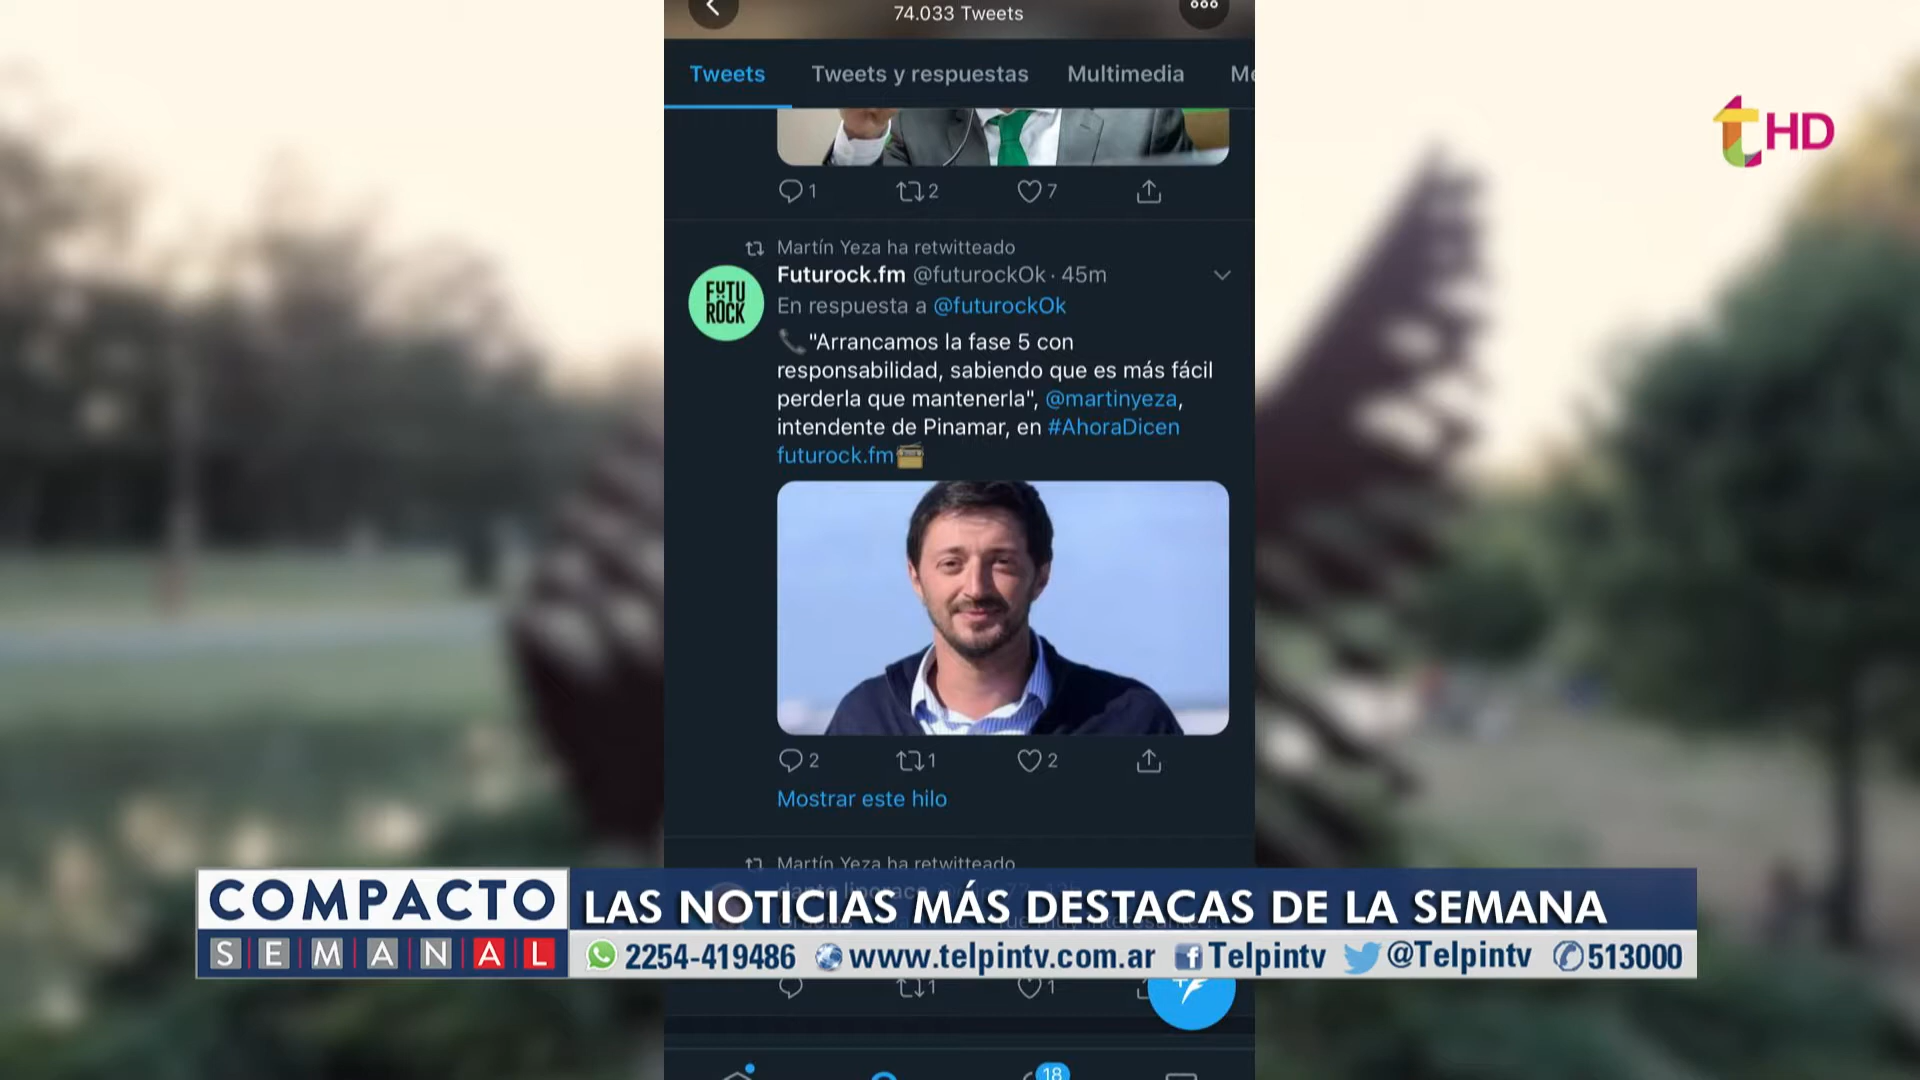 74.033 Tweets
Tweets Tweets y respuestas Multimedia Me
1 2 7
Martín Yeza ha retwitteado
Futurock.fm @futurockOk · 45m
En respuesta a @futurockOk
"Arrancamos la fase 5 con
responsabilidad, sabiendo que es más fácil
perderla que mantenerla", @martinyeza,
intendente de Pinamar, en #AhoraDicen
futurock.fm
FUTU
RÖCK
2 1 2
Mostrar este hilo
Martín Yeza ha retwitteado
COMPACTO
SEMANAL
LAS NOTICIAS MÁS DESTACAS DE LA SEMANA
2254-419486 www.telpintv.com.ar Telpintv @Telpintv 513000
1 1
18
t HD